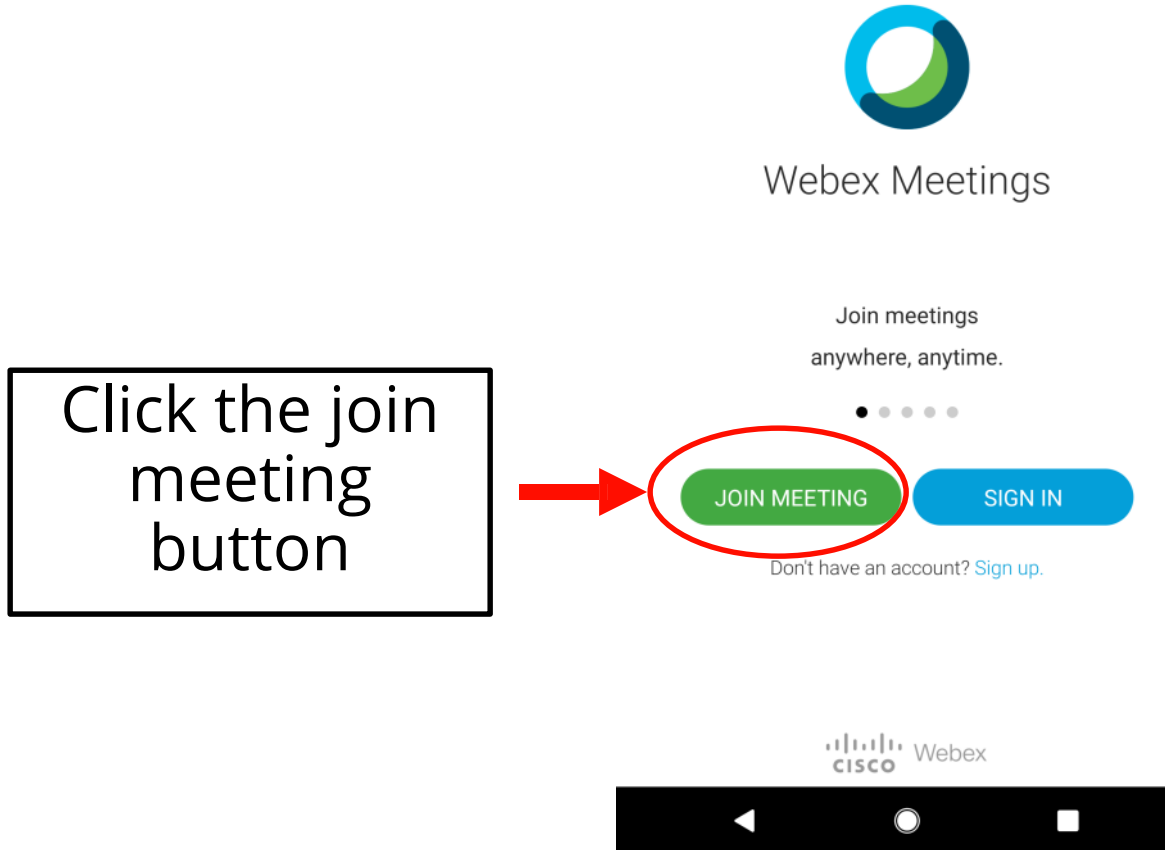 Webex Meetings
Join meetings
anywhere, anytime.
Click the join
meeting
button
JOIN MEETING
SIGN IN
Don't have an account? Sign up.
CISCO Webex